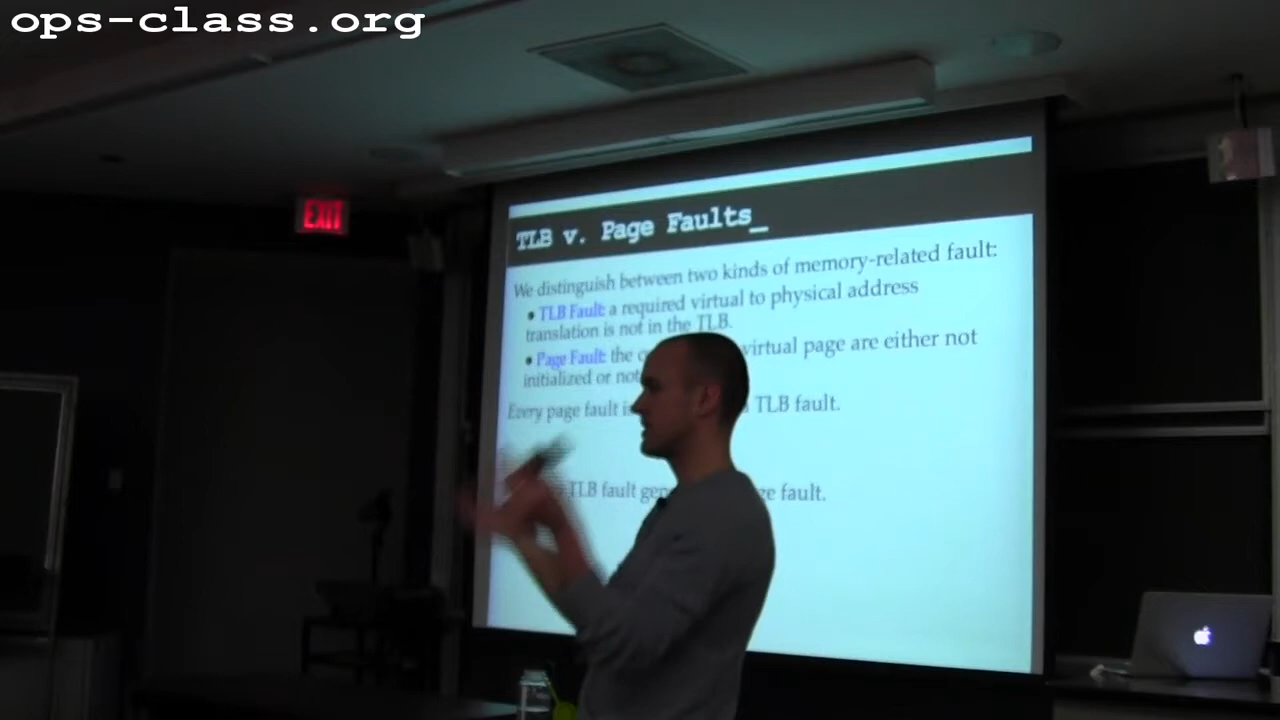 ops-class.org
EXIT
TLB v. Page Faults_
We distinguish between two kinds of memory-related fault:
• TLB Fault: a required virtual to physical address
translation is not in the TLB.
• Page Fault: the virtual page are either not
initialized or not
Every page fault is TLB fault.
TLB fault fault.